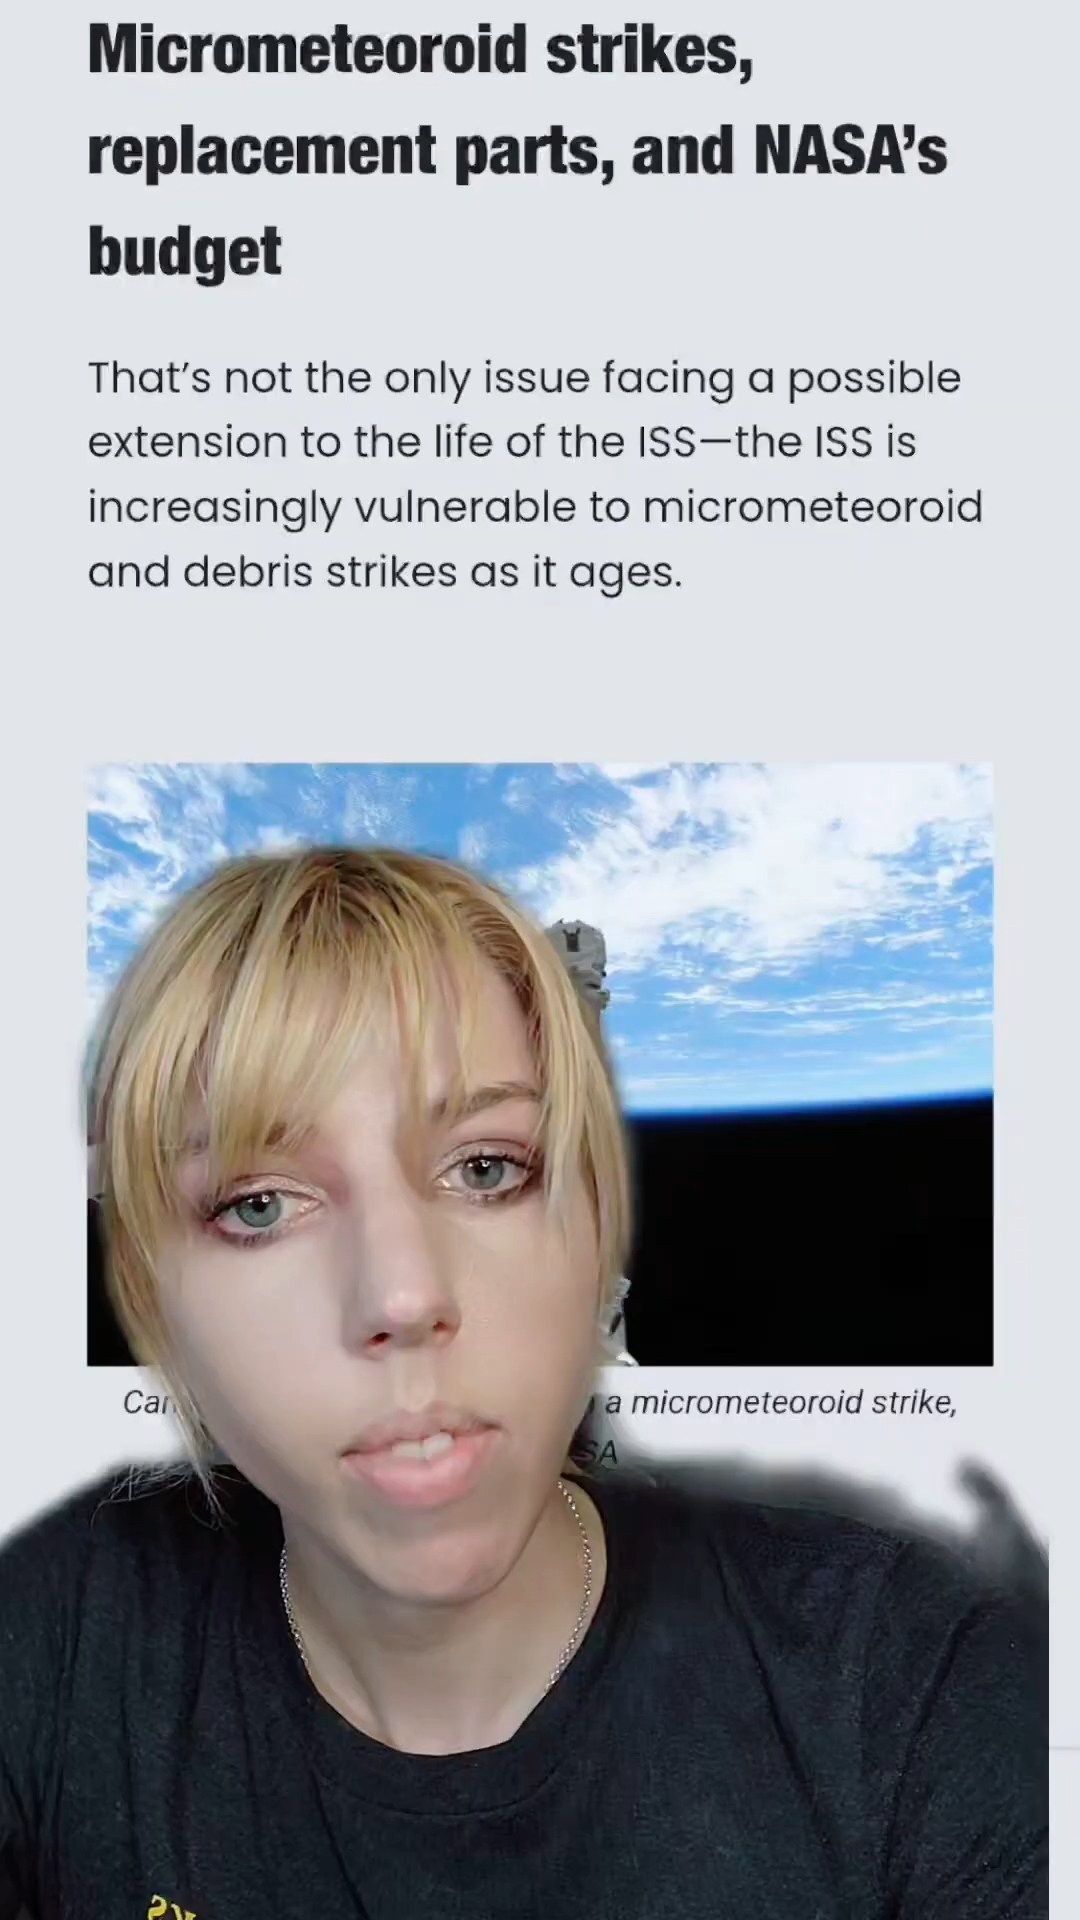 Micrometeoroid strikes,
replacement parts, and NASA’s
budget
That’s not the only issue facing a possible
extension to the life of the ISS—the ISS is
increasingly vulnerable to micrometeoroid
and debris strikes as it ages.
a micrometeoroid strike,